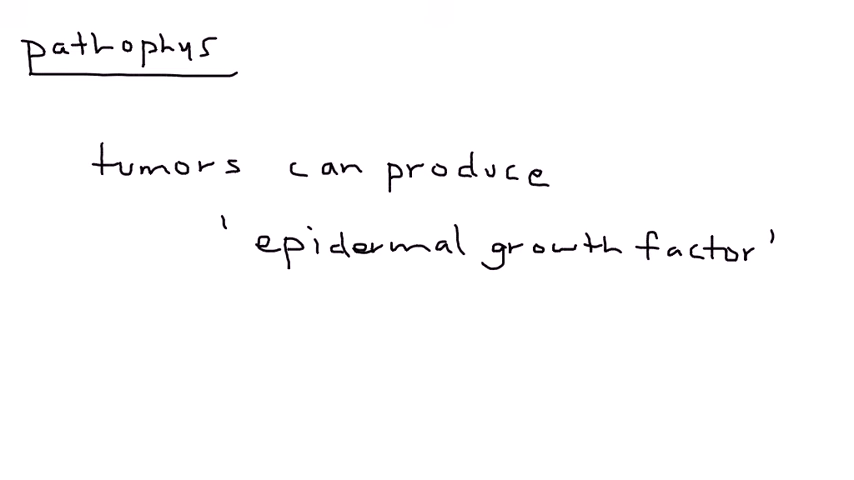 pathophys
tumors can produce
'epidermal growth factor'